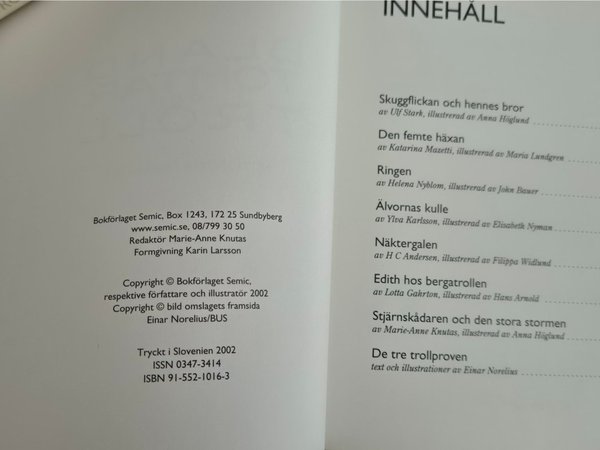 Bokförlaget Semic, Box 1243, 172 25 Sundbyberg
www.semic.se, 08/799 30 50
Redaktör Marie-Anne Knutas
Formgivning Karin Larsson
Copyright © Bokförlaget Semic,
respektive författare och illustratör 2002
Copyright © bild omslagets framsida
Einar Norelius/BUS
Tryckt i Slovenien 2002
ISSN 0347-3414
ISBN 91-552-1016-3
INNEHÅLL
Skuggflickan och hennes bror
av Ulf Stark, illustrerad av Anna Höglund
Den femte häxan
av Katarina Mazetti, illustrerad av Maria Lundgren
Ringen
av Helena Nyblom, illustrerad av John Bauer
Älvornas kulle
av Ylva Karlsson, illustrerad av Elisabeth Nyman
Näktergalen
av H C Andersen, illustrerad av Filippa Widlund
Edith hos bergatrollen
av Lotta Gahrton, illustrerad av Hans Arnold
Stjärnskådaren och den stora stormen
av Marie-Anne Knutas, illustrerad av Anna Höglund
De tre trollproven
text och illustrationer av Einar Norelius